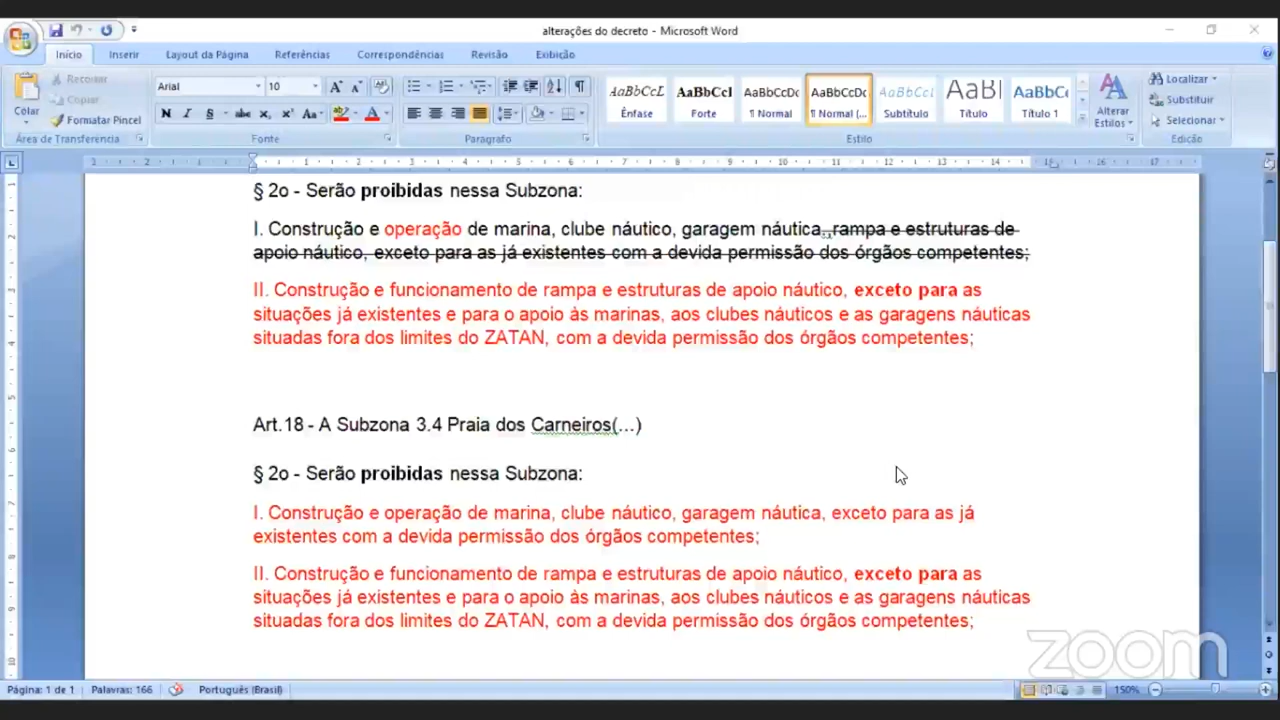 alterações do decreto - Microsoft Word
Início Inserir Layout da Página Referências Correspondências Revisão Exibição
Colar
Recortar
Copiar
Formatar Pincel
Área de Transferência
Arial 10
Fonte
Parágrafo
AaBbCcL AaBbCcl AaBbCcDc AaBbCcDc AaBbCcl AaBl AaBbCc
Ênfase Forte ¶ Normal ¶ Normal (... Subtítulo Título Título 1
Alterar Estilos
Estilo
Localizar
Substituir
Selecionar
Edição
§ 2o - Serão proibidas nessa Subzona:
I. Construção e operação de marina, clube náutico, garagem náutica, rampa e estruturas de
apoio náutico, exceto para as já existentes com a devida permissão dos órgãos competentes;
II. Construção e funcionamento de rampa e estruturas de apoio náutico, exceto para as
situações já existentes e para o apoio às marinas, aos clubes náuticos e as garagens náuticas
situadas fora dos limites do ZATAN, com a devida permissão dos órgãos competentes;
Art.18 - A Subzona 3.4 Praia dos Carneiros(...)
§ 2o - Serão proibidas nessa Subzona:
I. Construção e operação de marina, clube náutico, garagem náutica, exceto para as já
existentes com a devida permissão dos órgãos competentes;
II. Construção e funcionamento de rampa e estruturas de apoio náutico, exceto para as
situações já existentes e para o apoio às marinas, aos clubes náuticos e as garagens náuticas
situadas fora dos limites do ZATAN, com a devida permissão dos órgãos competentes;
zoom
Página: 1 de 1 Palavras: 166 Português (Brasil) 150%